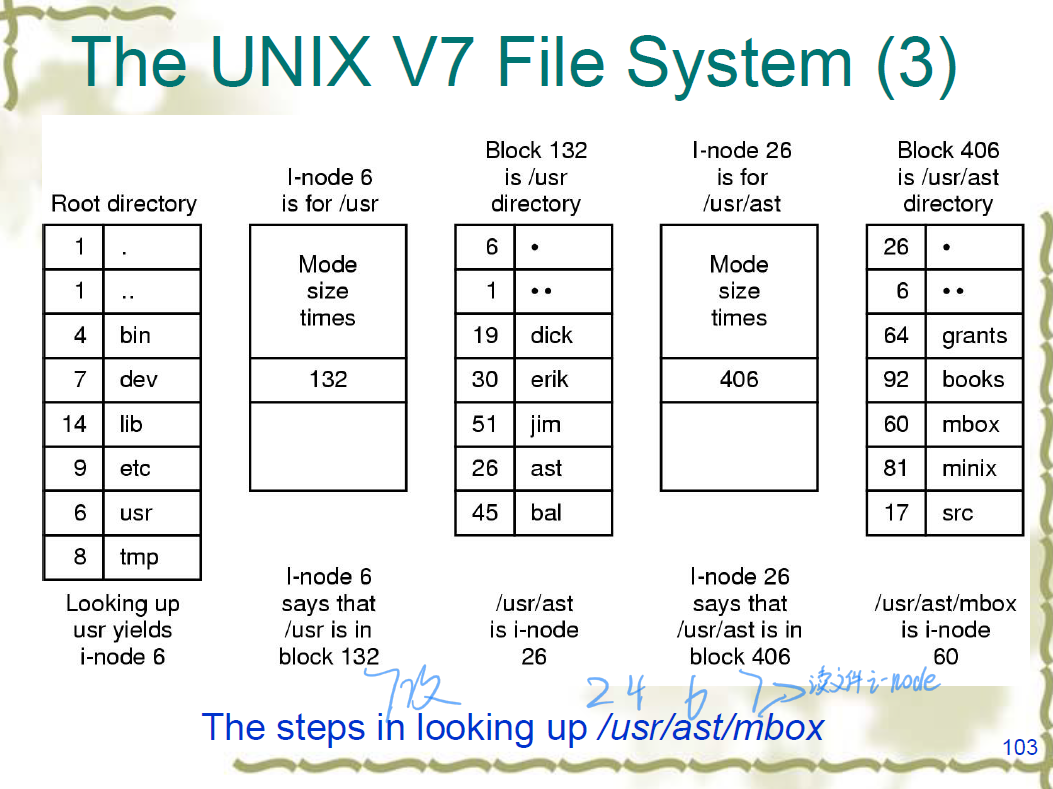 The UNIX V7 File System (3)
Root directory
1 .
1 ..
4 bin
7 dev
14 lib
9 etc
6 usr
8 tmp
Looking up
usr yields
i-node 6
I-node 6
is for /usr
Mode
size
times
132
I-node 6
says that
/usr is in
block 132
Block 132
is /usr
directory
6 •
1 ••
19 dick
30 erik
51 jim
26 ast
45 bal
/usr/ast
is i-node
26
I-node 26
is for
/usr/ast
Mode
size
times
406
I-node 26
says that
/usr/ast is in
block 406
Block 406
is /usr/ast
directory
26 •
6 ••
64 grants
92 books
60 mbox
81 minix
17 src
/usr/ast/mbox
is i-node
60
7次 2 4 6 7→读文件i-node
The steps in looking up /usr/ast/mbox
103